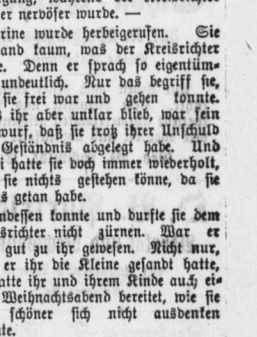 er nervöser wurde. —
rine wurde herbeigerufen. Sie
and kaum, was der Kreisrichter
e. Denn er sprach so eigentüm-
undeutlich. Nur das begriff sie,
sie frei war und gehen konnte.
s ihr aber unklar blieb, war sein
wurf, daß sie trotz ihrer Unschuld
Geständnis abgelegt habe. Und
i hatte sie doch immer wiederholt,
sie nichts gestehen könne, da sie
s getan habe.
ndessen konnte und durfte sie dem
srichter nicht zürnen. War er
gut zu ihr gewesen. Nicht nur,
er ihr die Kleine gesandt hatte,
atte ihr und ihrem Kinde auch ei-
Weihnachtsabend bereitet, wie sie
schöner sich nicht ausdenken
te.